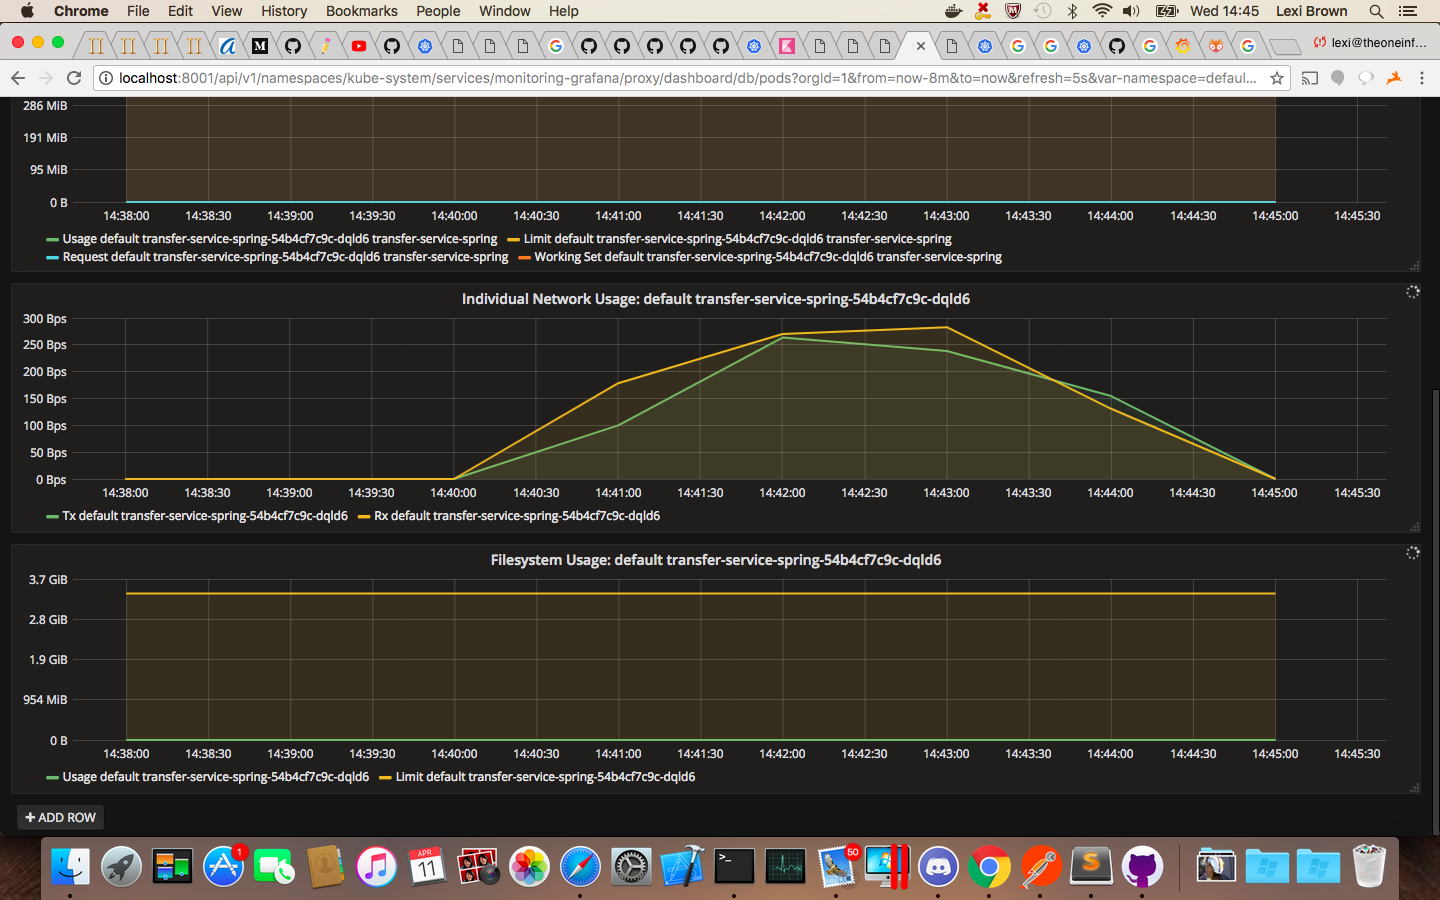 Chrome File Edit View History Bookmarks People Window Help Wed 14:45 Lexi Brown
lexi@theoneinf...
localhost:8001/api/v1/namespaces/kube-system/services/monitoring-grafana/proxy/dashboard/db/pods?orgId=1&from=now-8m&to=now&refresh=5s&var-namespace=defaul...
286 MiB
191 MiB
95 MiB
0 B
14:38:00 14:38:30 14:39:00 14:39:30 14:40:00 14:40:30 14:41:00 14:41:30 14:42:00 14:42:30 14:43:00 14:43:30 14:44:00 14:44:30 14:45:00 14:45:30
Usage default transfer-service-spring-54b4cf7c9c-dqld6 transfer-service-spring Limit default transfer-service-spring-54b4cf7c9c-dqld6 transfer-service-spring
Request default transfer-service-spring-54b4cf7c9c-dqld6 transfer-service-spring Working Set default transfer-service-spring-54b4cf7c9c-dqld6 transfer-service-spring
Individual Network Usage: default transfer-service-spring-54b4cf7c9c-dqld6
300 Bps
250 Bps
200 Bps
150 Bps
100 Bps
50 Bps
0 Bps
14:38:00 14:38:30 14:39:00 14:39:30 14:40:00 14:40:30 14:41:00 14:41:30 14:42:00 14:42:30 14:43:00 14:43:30 14:44:00 14:44:30 14:45:00 14:45:30
Tx default transfer-service-spring-54b4cf7c9c-dqld6 Rx default transfer-service-spring-54b4cf7c9c-dqld6
Filesystem Usage: default transfer-service-spring-54b4cf7c9c-dqld6
3.7 GiB
2.8 GiB
1.9 GiB
954 MiB
0 B
14:38:00 14:38:30 14:39:00 14:39:30 14:40:00 14:40:30 14:41:00 14:41:30 14:42:00 14:42:30 14:43:00 14:43:30 14:44:00 14:44:30 14:45:00 14:45:30
Usage default transfer-service-spring-54b4cf7c9c-dqld6 Limit default transfer-service-spring-54b4cf7c9c-dqld6
+ ADD ROW
1
APR
11
50